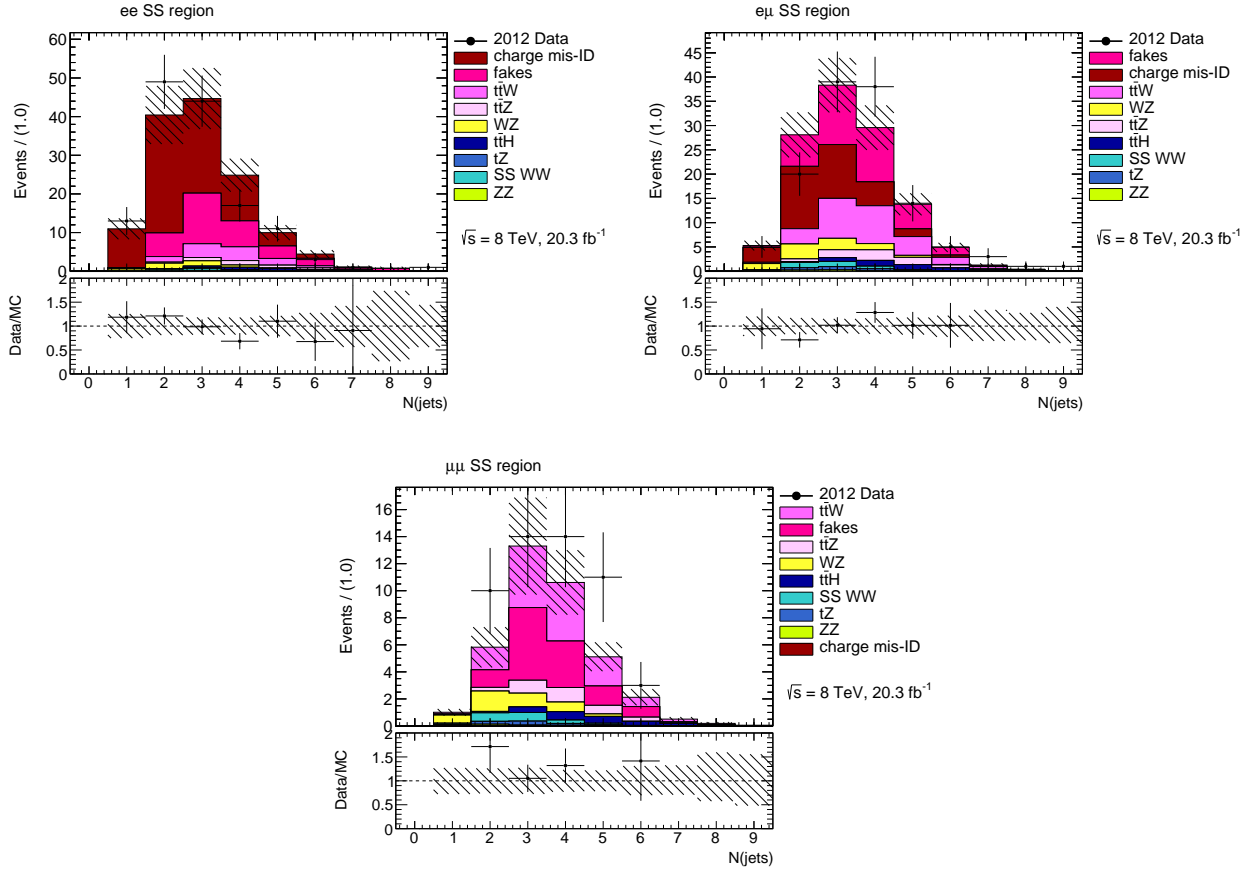 ee SS region
60
50
40
30
20
10
0
Events / (1.0)
2012 Data
charge mis-ID
fakes
tt̄W
tt̄Z
WZ
tt̄H
tZ
SS WW
ZZ
√s = 8 TeV, 20.3 fb⁻¹
2
1.5
1
0.5
0
Data/MC
0 1 2 3 4 5 6 7 8 9
N(jets)
eμ SS region
45
40
35
30
25
20
15
10
5
0
Events / (1.0)
2012 Data
fakes
charge mis-ID
tt̄W
WZ
tt̄Z
tt̄H
SS WW
tZ
ZZ
√s = 8 TeV, 20.3 fb⁻¹
2
1.5
1
0.5
0
Data/MC
0 1 2 3 4 5 6 7 8 9
N(jets)
μμ SS region
16
14
12
10
8
6
4
2
0
Events / (1.0)
2012 Data
tt̄W
fakes
tt̄Z
WZ
tt̄H
SS WW
tZ
ZZ
charge mis-ID
√s = 8 TeV, 20.3 fb⁻¹
2
1.5
1
0.5
0
Data/MC
0 1 2 3 4 5 6 7 8 9
N(jets)